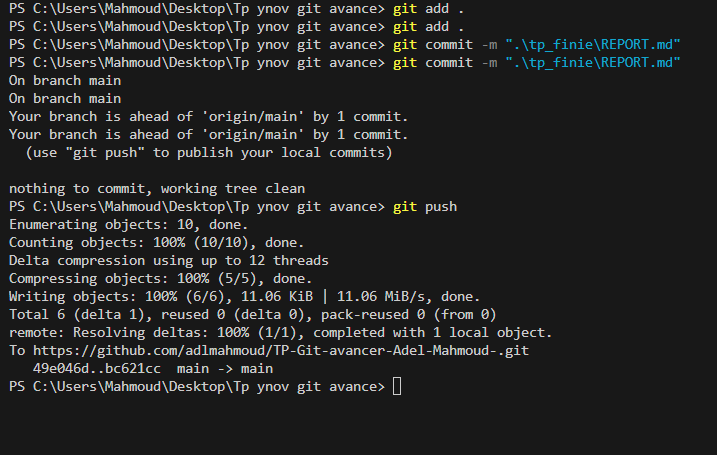 PS C:\Users\Mahmoud\Desktop\Tp ynov git avance> git add .
PS C:\Users\Mahmoud\Desktop\Tp ynov git avance> git add .
PS C:\Users\Mahmoud\Desktop\Tp ynov git avance> git commit -m ".\tp_finie\REPORT.md"
PS C:\Users\Mahmoud\Desktop\Tp ynov git avance> git commit -m ".\tp_finie\REPORT.md"
On branch main
On branch main
Your branch is ahead of 'origin/main' by 1 commit.
Your branch is ahead of 'origin/main' by 1 commit.
  (use "git push" to publish your local commits)

nothing to commit, working tree clean
PS C:\Users\Mahmoud\Desktop\Tp ynov git avance> git push
Enumerating objects: 10, done.
Counting objects: 100% (10/10), done.
Delta compression using up to 12 threads
Compressing objects: 100% (5/5), done.
Writing objects: 100% (6/6), 11.06 KiB | 11.06 MiB/s, done.
Total 6 (delta 1), reused 0 (delta 0), pack-reused 0 (from 0)
remote: Resolving deltas: 100% (1/1), completed with 1 local object.
To https://github.com/adlmahmoud/TP-Git-avancer-Adel-Mahmoud-.git
   49e046d..bc621cc  main -> main
PS C:\Users\Mahmoud\Desktop\Tp ynov git avance>